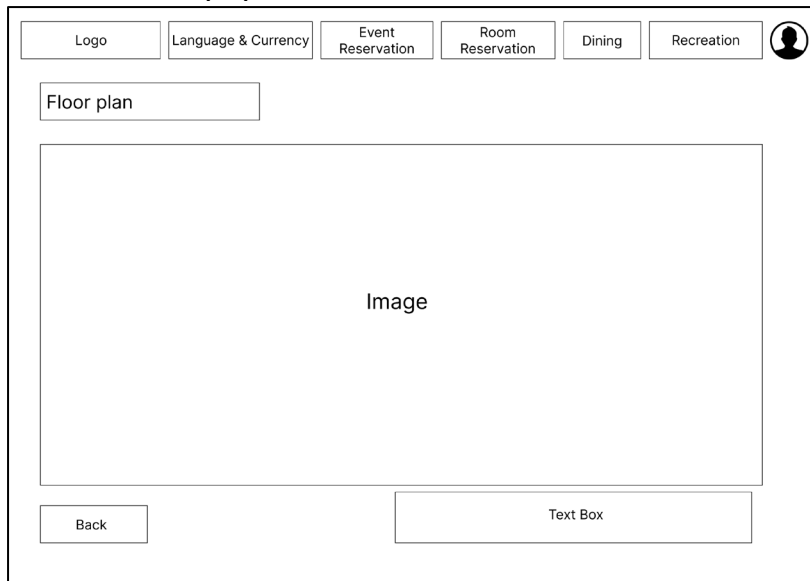 Logo
Language & Currency
Event
Reservation
Room
Reservation
Dining
Recreation
Floor plan
Image
Back
Text Box